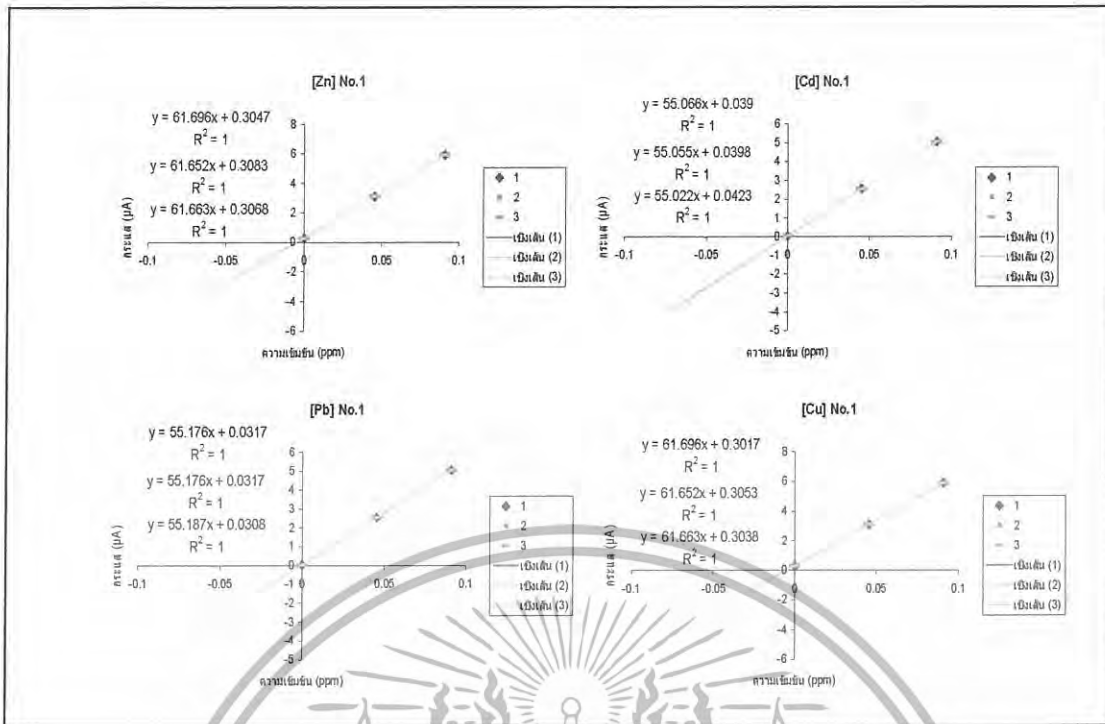 [Zn] No.1
y = 61.696x + 0.3047
R² = 1
y = 61.652x + 0.3083
R² = 1
y = 61.663x + 0.3068
R² = 1
กระแส (µA)
8
6
4
2
0
-2
-4
-6
-0.1
-0.05
0
0.05
0.1
ความเข้มข้น (ppm)
1
2
3
เชิงเส้น (1)
เชิงเส้น (2)
เชิงเส้น (3)
[Cd] No.1
y = 55.066x + 0.039
R² = 1
y = 55.055x + 0.0398
R² = 1
y = 55.022x + 0.0423
R² = 1
กระแส (µA)
6
5
4
3
2
1
0
-1
-2
-3
-4
-5
-0.1
-0.05
0
0.05
0.1
ความเข้มข้น (ppm)
1
2
3
เชิงเส้น (1)
เชิงเส้น (2)
เชิงเส้น (3)
[Pb] No.1
y = 55.176x + 0.0317
R² = 1
y = 55.176x + 0.0317
R² = 1
y = 55.187x + 0.0308
R² = 1
กระแส (µA)
6
5
4
3
2
1
0
-1
-2
-3
-4
-5
-0.1
-0.05
0
0.05
0.1
ความเข้มข้น (ppm)
1
2
3
เชิงเส้น (1)
เชิงเส้น (2)
เชิงเส้น (3)
[Cu] No.1
y = 61.696x + 0.3017
R² = 1
y = 61.652x + 0.3053
R² = 1
y = 61.663x + 0.3038
R² = 1
กระแส (µA)
8
6
4
2
0
-2
-4
-6
-0.1
-0.05
0
0.05
0.1
ความเข้มข้น (ppm)
1
2
3
เชิงเส้น (1)
เชิงเส้น (2)
เชิงเส้น (3)